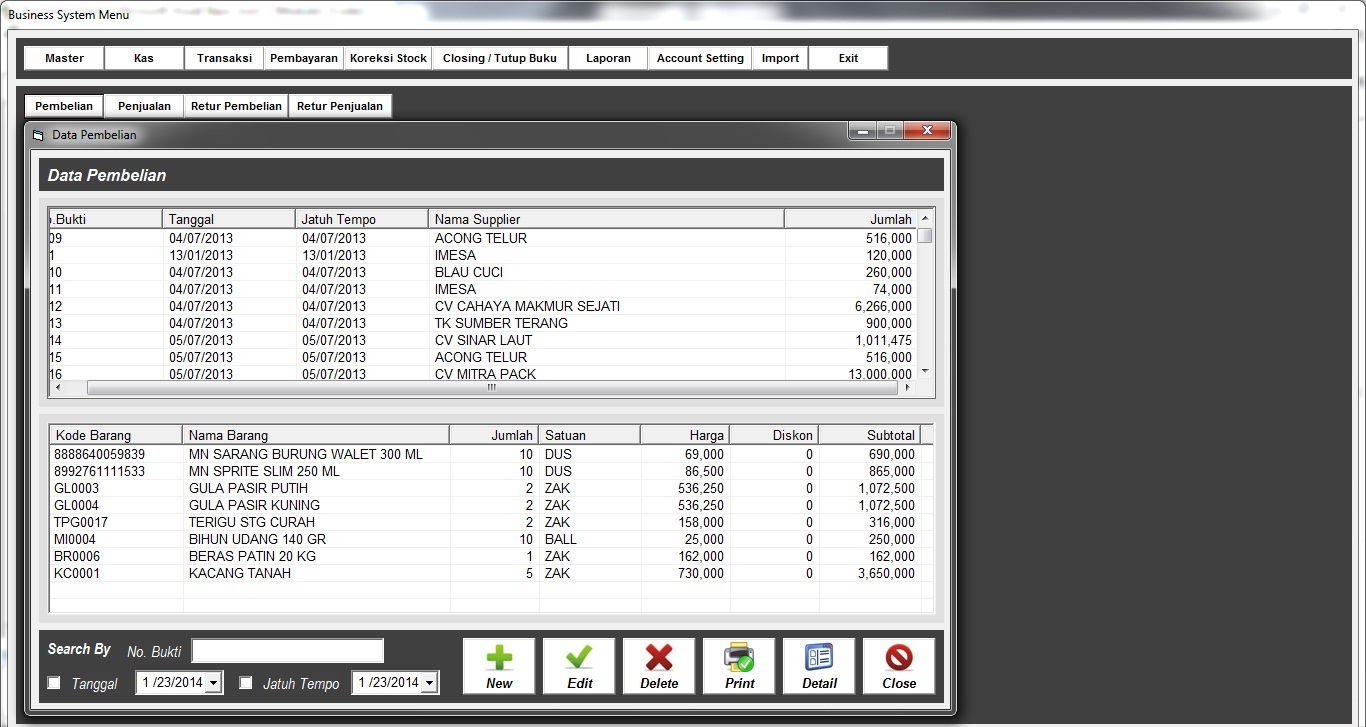 Business System Menu
Master Kas Transaksi Pembayaran Koreksi Stock Closing / Tutup Buku Laporan Account Setting Import Exit
Pembelian Penjualan Retur Pembelian Retur Penjualan
Data Pembelian
Data Pembelian
.Bukti Tanggal Jatuh Tempo Nama Supplier Jumlah
09 04/07/2013 04/07/2013 ACONG TELUR 516,000
1 13/01/2013 13/01/2013 IMESA 120,000
10 04/07/2013 04/07/2013 BLAU CUCI 260,000
11 04/07/2013 04/07/2013 IMESA 74,000
12 04/07/2013 04/07/2013 CV CAHAYA MAKMUR SEJATI 6,266,000
13 04/07/2013 04/07/2013 TK SUMBER TERANG 900,000
14 05/07/2013 05/07/2013 CV SINAR LAUT 1,011,475
15 05/07/2013 05/07/2013 ACONG TELUR 516,000
16 05/07/2013 05/07/2013 CV MITRA PACK 13,000,000
Kode Barang Nama Barang Jumlah Satuan Harga Diskon Subtotal
8888640059839 MN SARANG BURUNG WALET 300 ML 10 DUS 69,000 0 690,000
8992761111533 MN SPRITE SLIM 250 ML 10 DUS 86,500 0 865,000
GL0003 GULA PASIR PUTIH 2 ZAK 536,250 0 1,072,500
GL0004 GULA PASIR KUNING 2 ZAK 536,250 0 1,072,500
TPG0017 TERIGU STG CURAH 2 ZAK 158,000 0 316,000
MI0004 BIHUN UDANG 140 GR 10 BALL 25,000 0 250,000
BR0006 BERAS PATIN 20 KG 1 ZAK 162,000 0 162,000
KC0001 KACANG TANAH 5 ZAK 730,000 0 3,650,000
Search By No. Bukti
Tanggal 1 /23/2014 Jatuh Tempo 1 /23/2014
New Edit Delete Print Detail Close